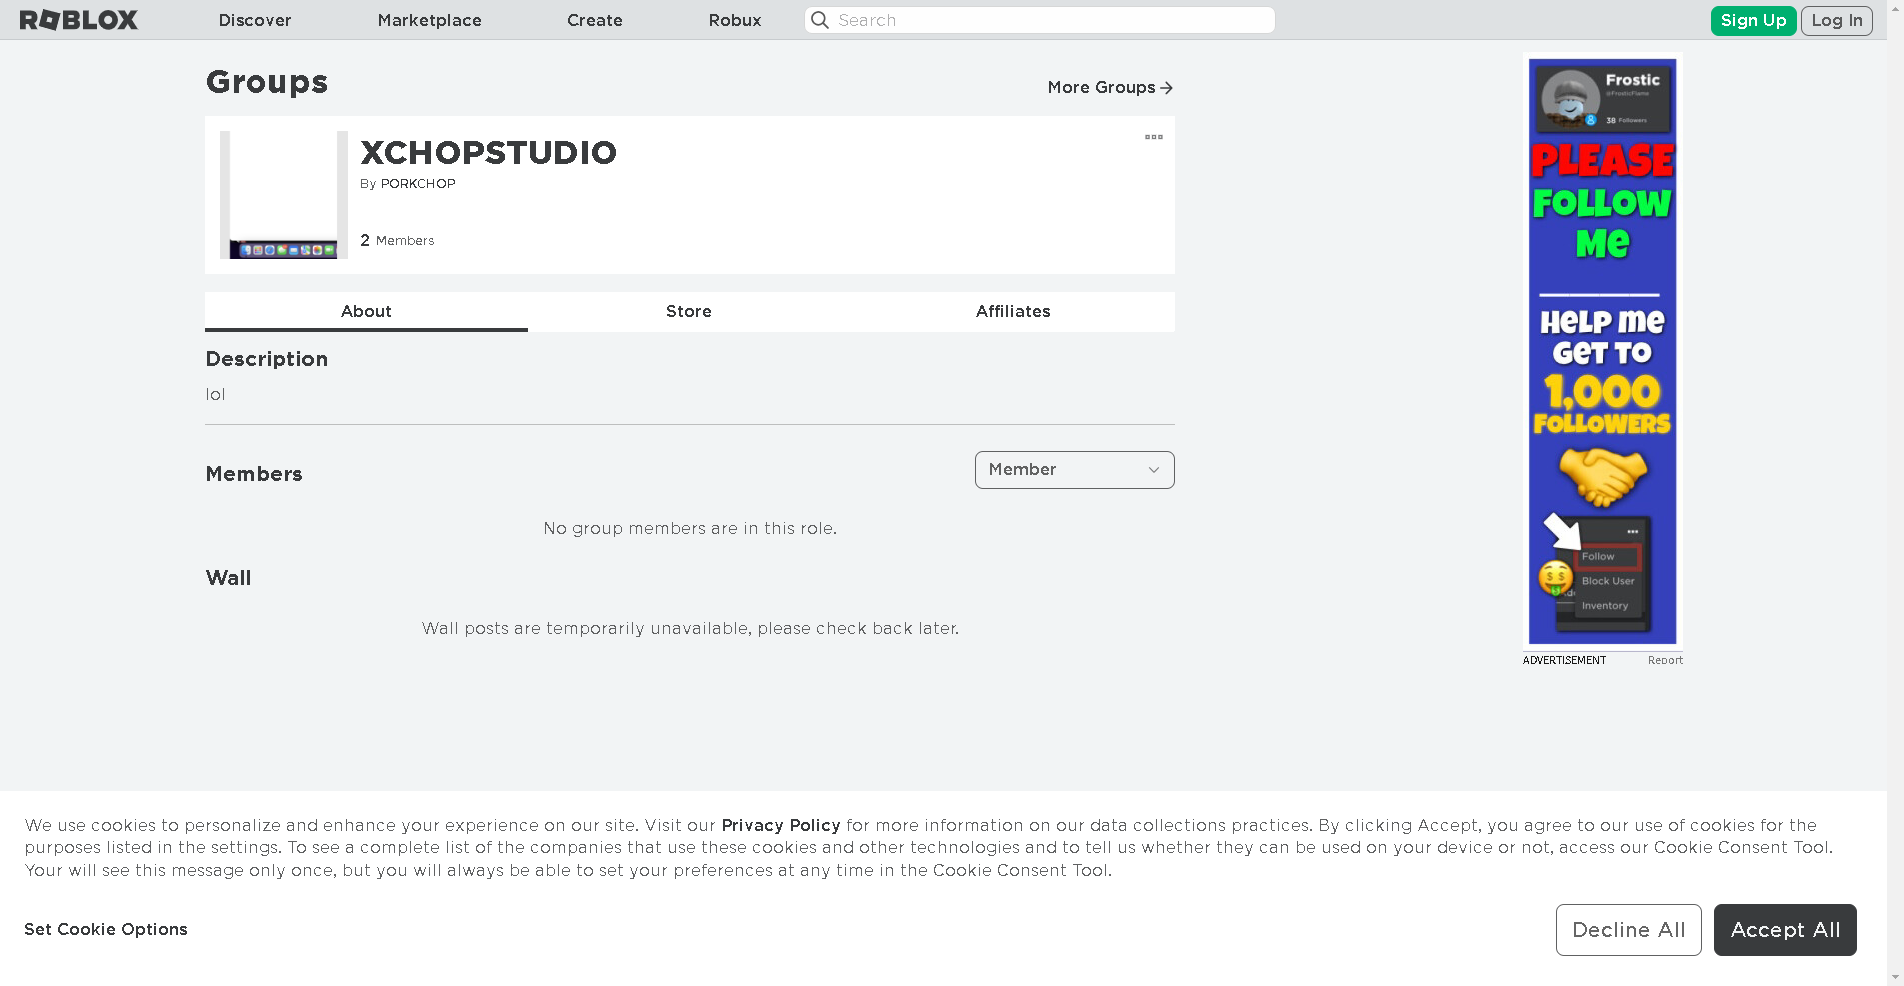 ROBLOX Discover Marketplace Create Robux Search Sign Up Log In
Groups
More Groups
XCHOPSTUDIO
By PORKCHOP
2 Members
About Store Affiliates
Description
lol
Members
Member
No group members are in this role.
Wall
Wall posts are temporarily unavailable, please check back later.
Frostic
@FrosticFlame
38 Followers
PLEASE
FOLLOW
Me
HeLP me
GeT TO
1,000
FOLLOWERS
Follow
Block User
Inventory
ADVERTISEMENT Report
We use cookies to personalize and enhance your experience on our site. Visit our Privacy Policy for more information on our data collections practices. By clicking Accept, you agree to our use of cookies for the
purposes listed in the settings. To see a complete list of the companies that use these cookies and other technologies and to tell us whether they can be used on your device or not, access our Cookie Consent Tool.
Your will see this message only once, but you will always be able to set your preferences at any time in the Cookie Consent Tool.
Set Cookie Options
Decline All
Accept All